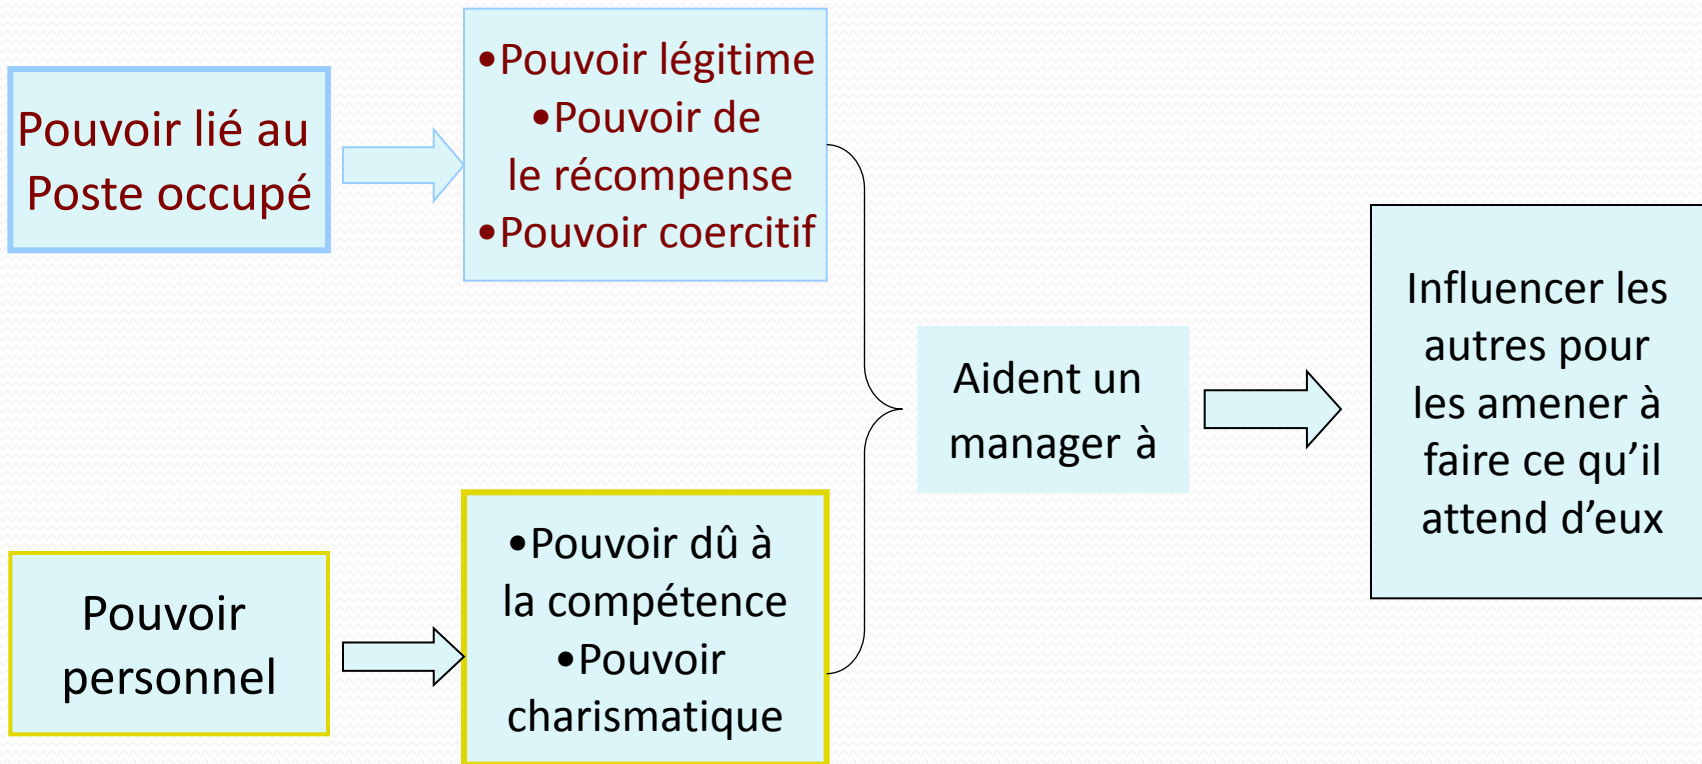 Pouvoir lié au
Poste occupé
•Pouvoir légitime
•Pouvoir de
le récompense
•Pouvoir coercitif
Pouvoir
personnel
•Pouvoir dû à
la compétence
•Pouvoir
charismatique
Aident un
manager à
Influencer les
autres pour
les amener à
faire ce qu’il
attend d’eux